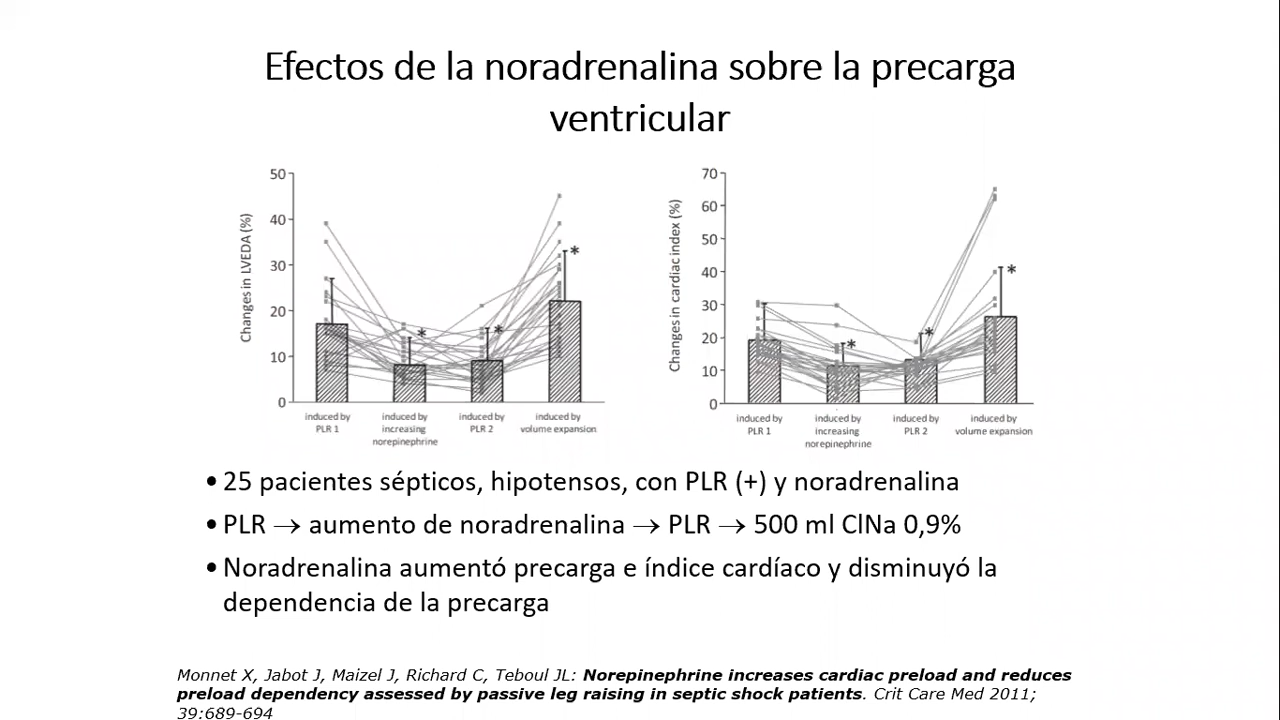 Efectos de la noradrenalina sobre la precarga
ventricular
50
40
30
20
10
0
Changes in LVEDA (%)
*
*
*
induced by
PLR 1
induced by
increasing
norepinephrine
induced by
PLR 2
induced by
volume expansion
70
60
50
40
30
20
10
0
Changes in cardiac index (%)
*
*
*
induced by
PLR 1
induced by
increasing
norepinephrine
induced by
PLR 2
induced by
volume expansion
• 25 pacientes sépticos, hipotensos, con PLR (+) y noradrenalina
• PLR → aumento de noradrenalina → PLR → 500 ml ClNa 0,9%
• Noradrenalina aumentó precarga e índice cardíaco y disminuyó la
dependencia de la precarga
Monnet X, Jabot J, Maizel J, Richard C, Teboul JL: Norepinephrine increases cardiac preload and reduces
preload dependency assessed by passive leg raising in septic shock patients. Crit Care Med 2011;
39:689-694